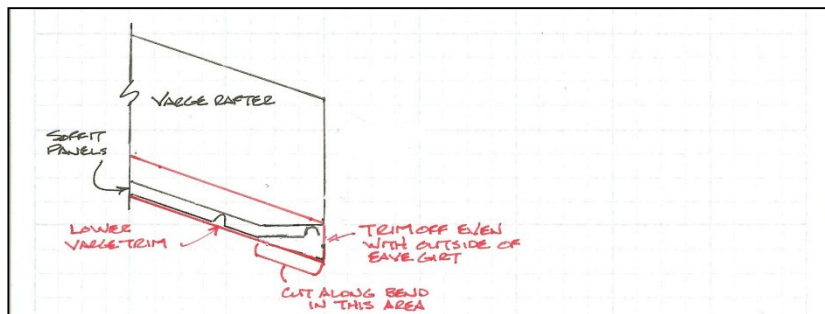 VARGE RAFTER
SOFFIT
PANELS
LOWER
VARGE TRIM
TRIM OFF EVEN
WITH OUTSIDE OF
EAVE GIRT
CUT ALONG BEND
IN THIS AREA